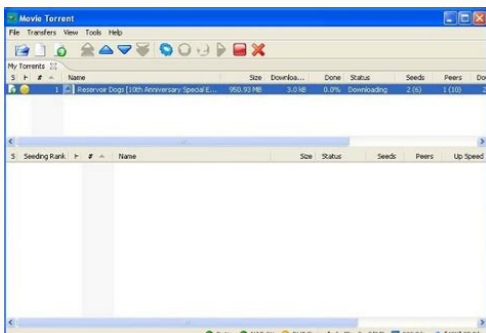 Movie Torrent
File Transfers View Tools Help
My Torrents
S # Name Size Downloa... Done Status Seeds Peers Do
1 Reservoir Dogs [10th Anniversary Special E... 950.93 MB 3.0 kB 0.0% Downloading 2 (6) 1 (10) 2
S Seeding Rank # Name Size Status Seeds Peers Up Speed